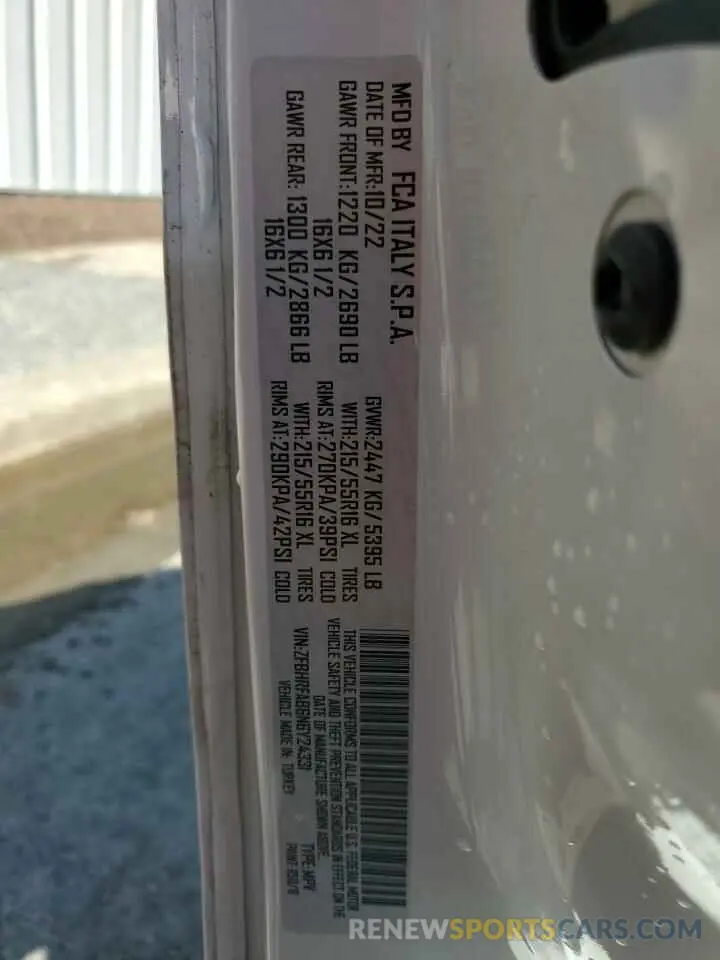 MFD BY FCA ITALY S.P.A.
DATE OF MFR:10/22 GVWR:2447 KG/5395 LB
GAWR FRONT:1220 KG/2690 LB WITH:215/55R16 XL TIRES
16X6 1/2 RIMS AT:270KPA/39PSI COLD
GAWR REAR: 1300 KG/2866 LB WITH:215/55R16 XL TIRES
16X6 1/2 RIMS AT:290KPA/42PSI COLD
THIS VEHICLE CONFORMS TO ALL APPLICABLE U.S. FEDERAL MOTOR
VEHICLE SAFETY AND THEFT PREVENTION STANDARDS IN EFFECT ON THE
DATE OF MANUFACTURE SHOWN ABOVE.
VIN:ZFBHRFAB6N6Y24331 TYPE:MPV
VEHICLE MADE IN TURKEY PAINT:
RENEWSPORTSCARS.COM